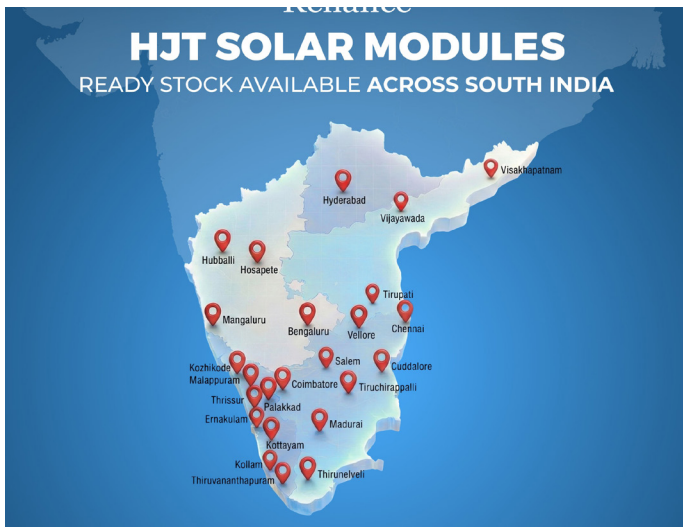 Reliance
HJT SOLAR MODULES
READY STOCK AVAILABLE ACROSS SOUTH INDIA
Visakhapatnam
Hyderabad
Vijayawada
Hubballi
Hosapete
Tirupati
Mangaluru
Bengaluru
Vellore
Chennai
Kozhikode
Malappuram
Salem
Cuddalore
Coimbatore
Tiruchirappalli
Thrissur
Palakkad
Ernakulam
Madurai
Kottayam
Kollam
Thirunelveli
Thiruvananthapuram